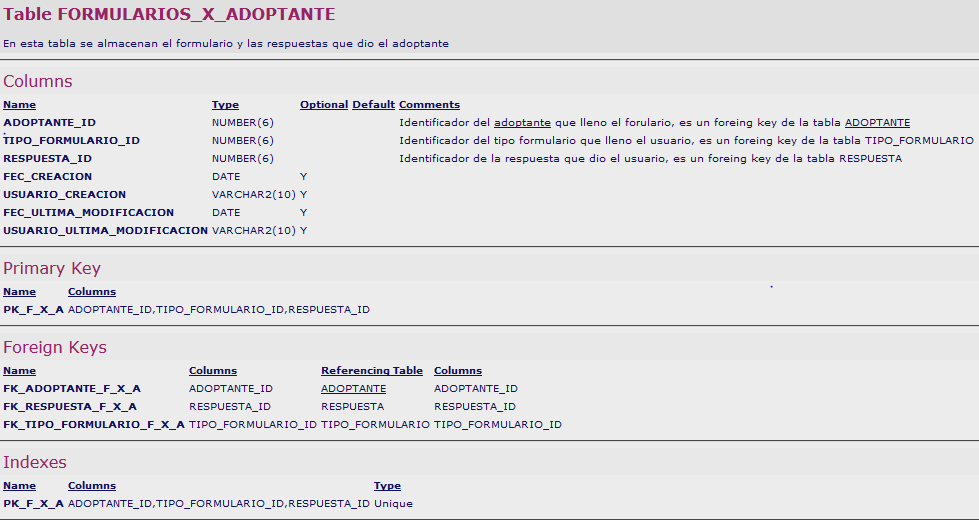 Table FORMULARIOS_X_ADOPTANTE
En esta tabla se almacenan el formulario y las respuestas que dio el adoptante
Columns
Name Type Optional Default Comments
ADOPTANTE_ID NUMBER(6) Identificador del adoptante que lleno el forulario, es un foreing key de la tabla ADOPTANTE
TIPO_FORMULARIO_ID NUMBER(6) Identificador del tipo formulario que lleno el usuario, es un foreing key de la tabla TIPO_FORMULARIO
RESPUESTA_ID NUMBER(6) Identificador de la respuesta que dio el usuario, es un foreing key de la tabla RESPUESTA
FEC_CREACION DATE Y
USUARIO_CREACION VARCHAR2(10) Y
FEC_ULTIMA_MODIFICACION DATE Y
USUARIO_ULTIMA_MODIFICACION VARCHAR2(10) Y
Primary Key
Name Columns
PK_F_X_A ADOPTANTE_ID,TIPO_FORMULARIO_ID,RESPUESTA_ID
Foreign Keys
Name Columns Referencing Table Columns
FK_ADOPTANTE_F_X_A ADOPTANTE_ID ADOPTANTE ADOPTANTE_ID
FK_RESPUESTA_F_X_A RESPUESTA_ID RESPUESTA RESPUESTA_ID
FK_TIPO_FORMULARIO_F_X_A TIPO_FORMULARIO_ID TIPO_FORMULARIO TIPO_FORMULARIO_ID
Indexes
Name Columns Type
PK_F_X_A ADOPTANTE_ID,TIPO_FORMULARIO_ID,RESPUESTA_ID Unique